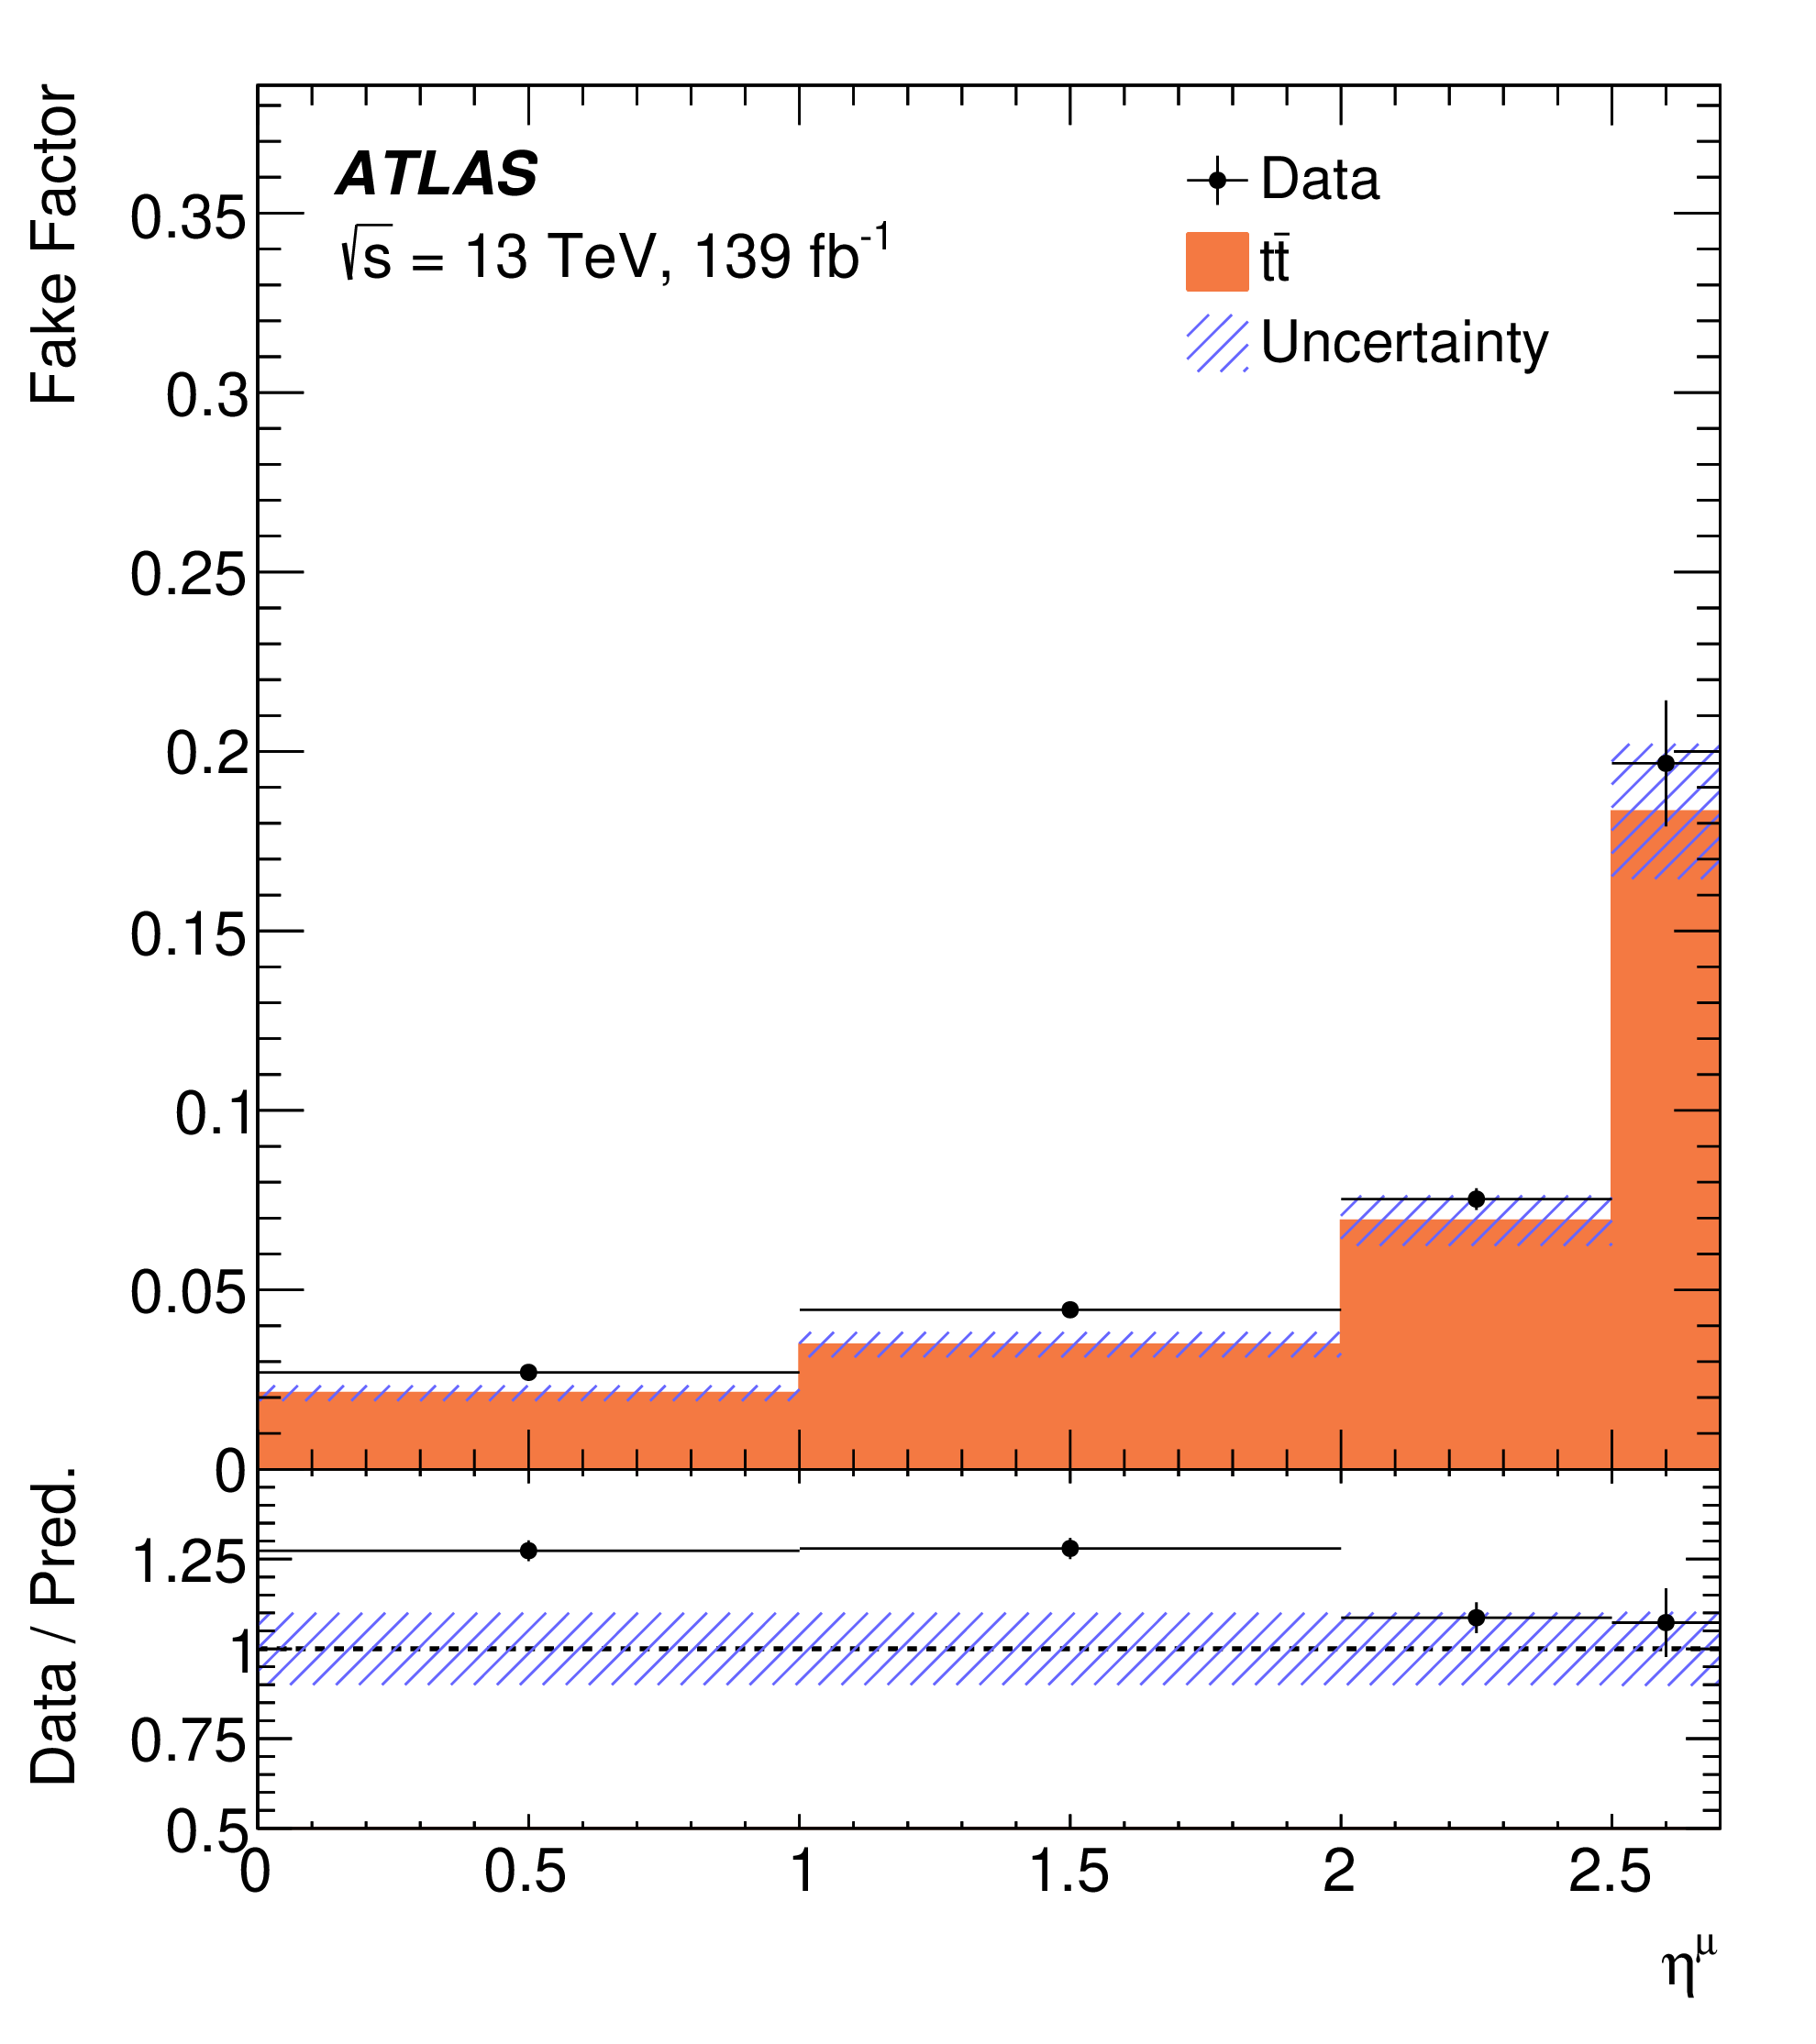 Fake Factor
ATLAS
√s = 13 TeV, 139 fb⁻¹
Data
tt̄
Uncertainty
0.35
0.3
0.25
0.2
0.15
0.1
0.05
0
Data / Pred.
1.25
1
0.75
0.5
0 0.5 1 1.5 2 2.5
η^μ